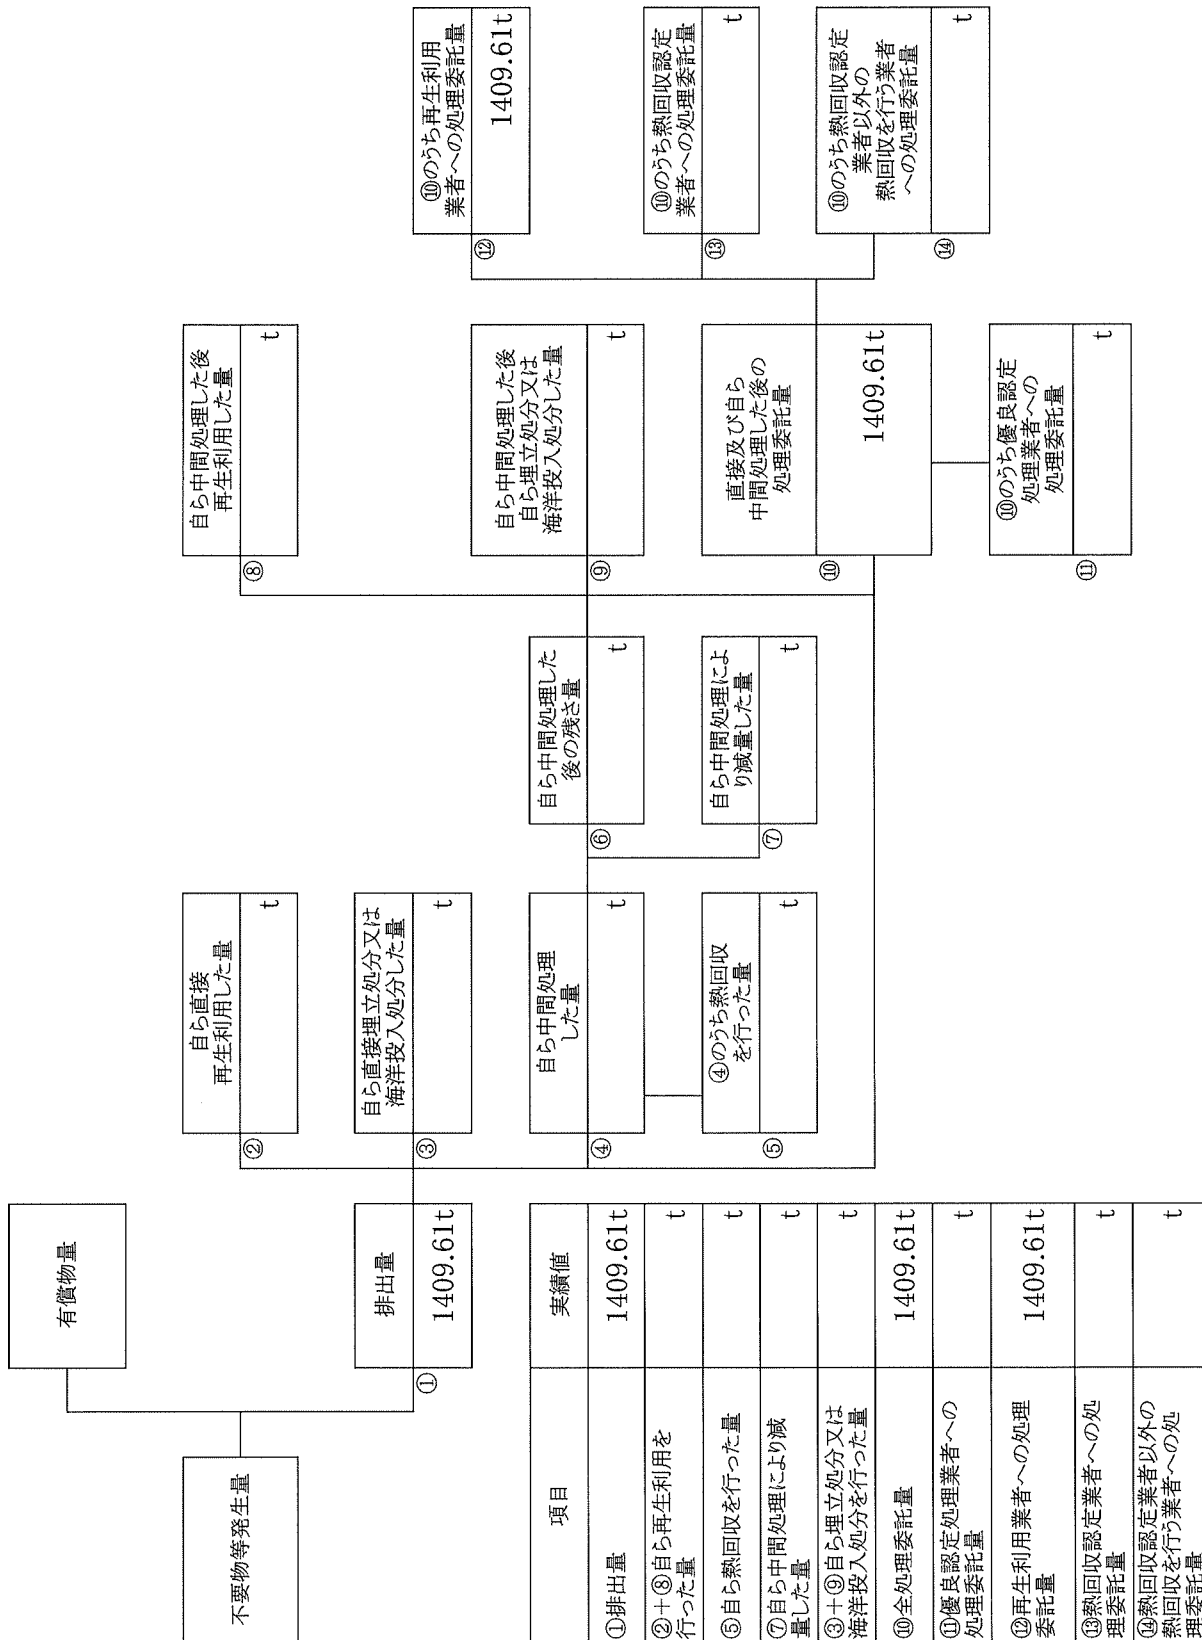 不要物等発生量
有償物量
①
排出量
1409.61t
②
自ら直接
再生利用した量
t
③
自ら直接埋立処分又は
海洋投入処分した量
t
④
自ら中間処理
した量
t
⑤
④のうち熱回収
を行った量
t
⑥
自ら中間処理した
後の残さ量
t
⑦
自ら中間処理によ
り減量した量
t
⑧
自ら中間処理した後
再生利用した量
t
⑨
自ら中間処理した後
自ら埋立処分又は
海洋投入処分した量
t
⑩
直接及び自ら
中間処理した後の
処理委託量
1409.61t
⑪
⑩のうち優良認定
処理業者への
処理委託量
t
⑫
⑩のうち再生利用
業者への処理委託量
1409.61t
⑬
⑩のうち熱回収認定
業者への処理委託量
t
⑭
⑩のうち熱回収認定
業者以外の
熱回収を行う業者
への処理委託量
t
項目
実績値
①排出量
1409.61t
②+⑧自ら再生利用を
行った量
t
⑤自ら熱回収を行った量
t
⑦自ら中間処理により減
量した量
t
③+⑨自ら埋立処分又は
海洋投入処分を行った量
t
⑩全処理委託量
1409.61t
⑪優良認定処理業者への
処理委託量
t
⑫再生利用業者への処理
委託量
1409.61t
⑬熱回収認定業者への処
理委託量
t
⑭熱回収認定業者以外の
熱回収を行う業者への処
理委託量
t